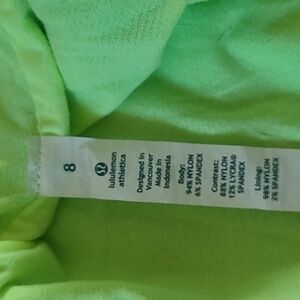 8
lululemon
athletica
Designed in
Vancouver
Made in
Indonesia
Body:
94% NYLON
6% SPANDEX
Contrast:
88% NYLON
12% LYCRA®
SPANDEX
Lining:
98% NYLON
2% SPANDEX